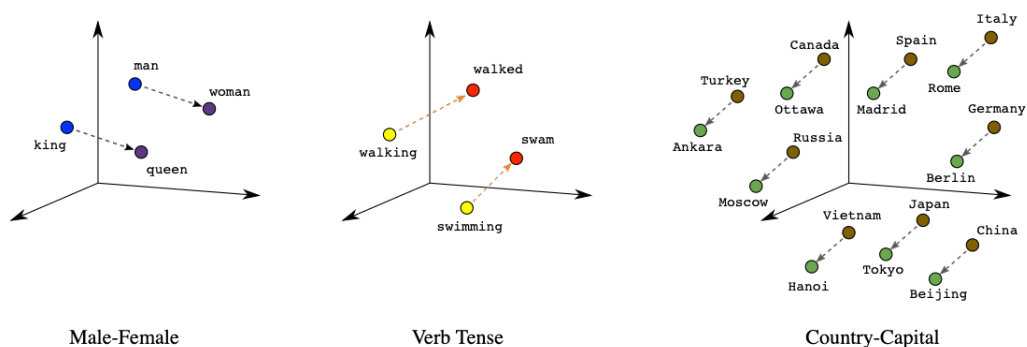 man
woman
king
queen
Male-Female
walked
walking
swam
swimming
Verb Tense
Italy
Canada
Spain
Rome
Turkey
Ottawa
Madrid
Germany
Ankara
Russia
Berlin
Moscow
Japan
Vietnam
China
Tokyo
Hanoi
Beijing
Country-Capital